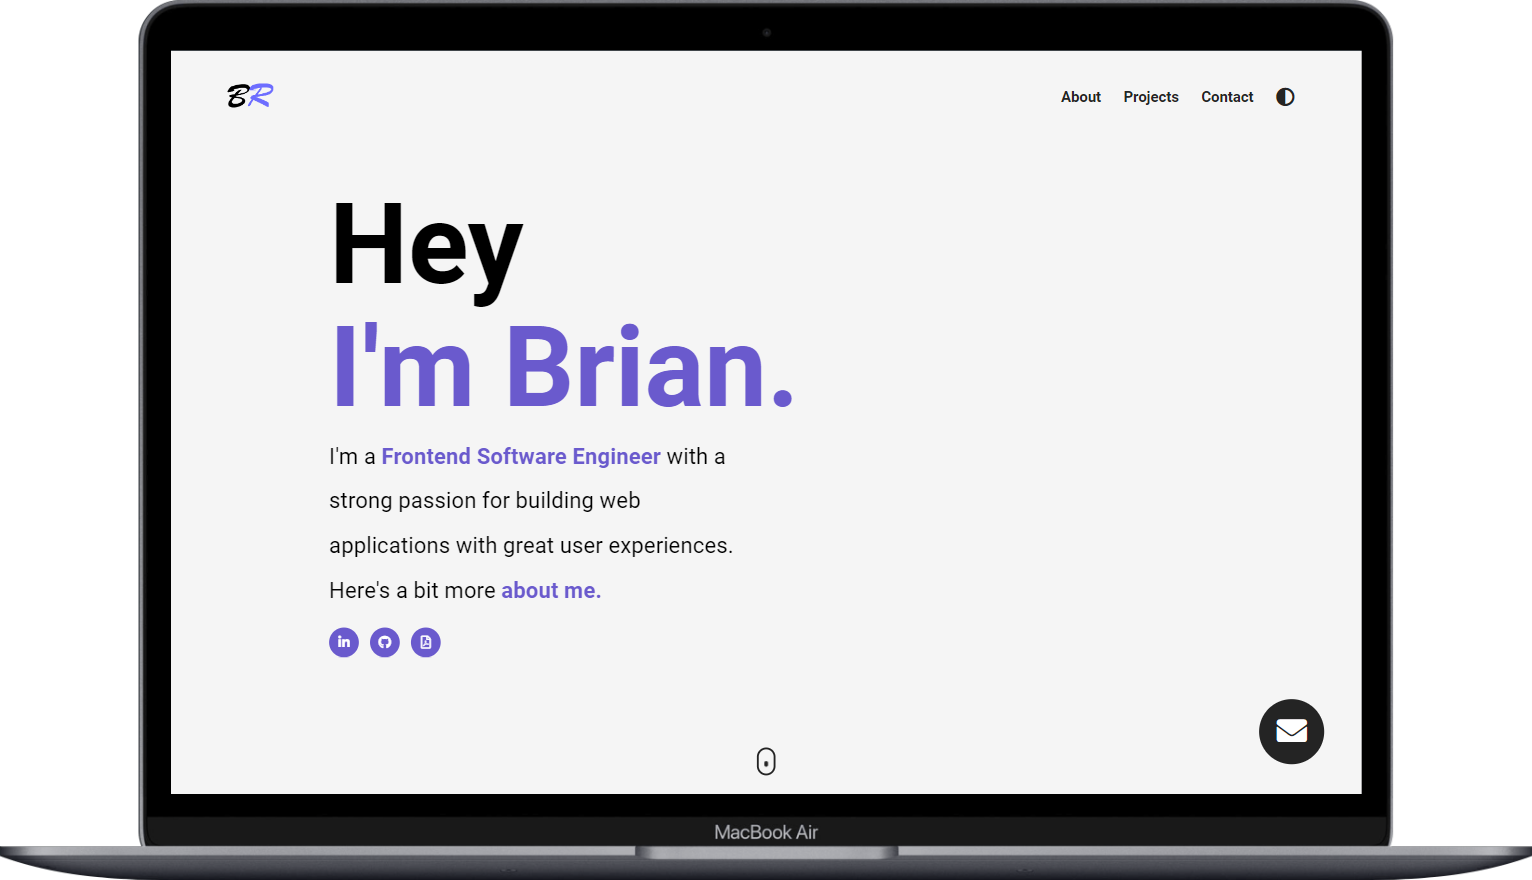 BR
About Projects Contact
Hey
I'm Brian.
I'm a Frontend Software Engineer with a
strong passion for building web
applications with great user experiences.
Here's a bit more about me.
in
MacBook Air